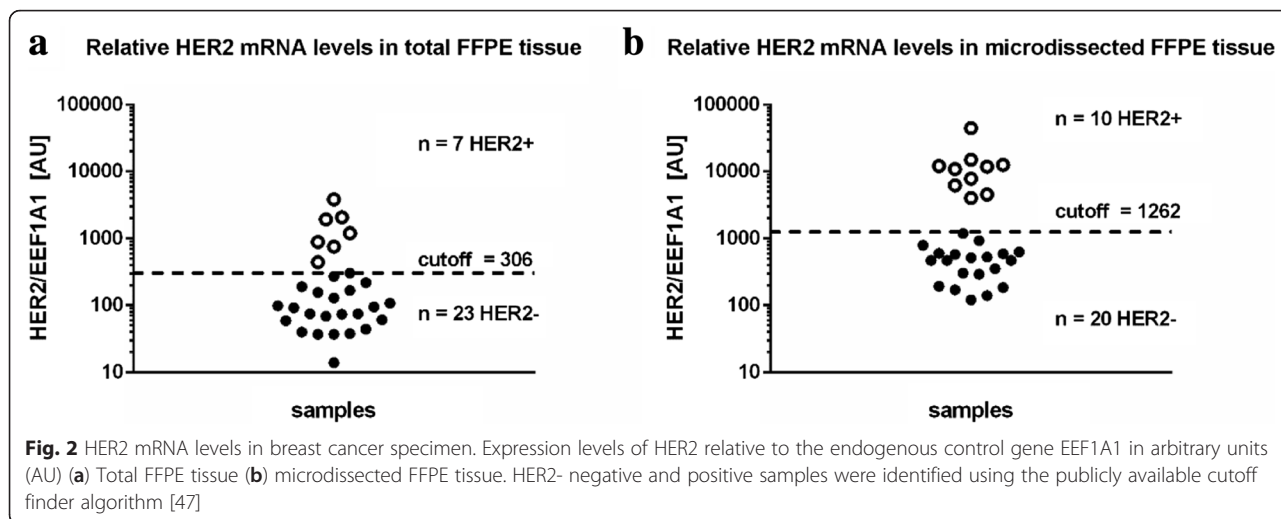 a Relative HER2 mRNA levels in total FFPE tissue
HER2/EEF1A1 [AU]
100000
10000
1000
100
10
n = 7 HER2+
cutoff = 306
n = 23 HER2-
samples
b Relative HER2 mRNA levels in microdissected FFPE tissue
HER2/EEF1A1 [AU]
100000
10000
1000
100
10
n = 10 HER2+
cutoff = 1262
n = 20 HER2-
samples
Fig. 2 HER2 mRNA levels in breast cancer specimen. Expression levels of HER2 relative to the endogenous control gene EEF1A1 in arbitrary units
(AU) (a) Total FFPE tissue (b) microdissected FFPE tissue. HER2- negative and positive samples were identified using the publicly available cutoff
finder algorithm [47]